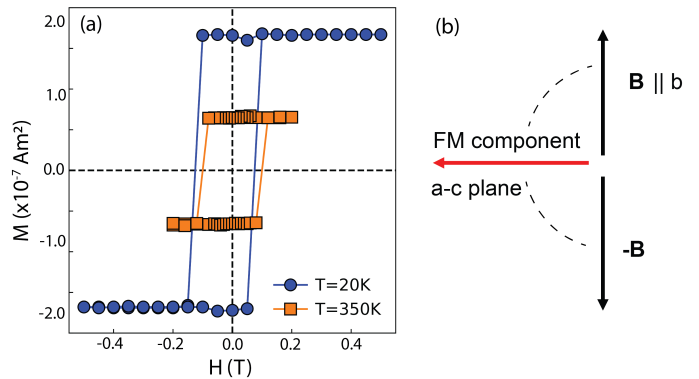 (a)
2.0
1.0
0.0
-1.0
-2.0
M (x10⁻⁷ Am²)
-0.4
-0.2
0.0
0.2
0.4
H (T)
T=20K
T=350K
(b)
B || b
FM component
a-c plane
-B